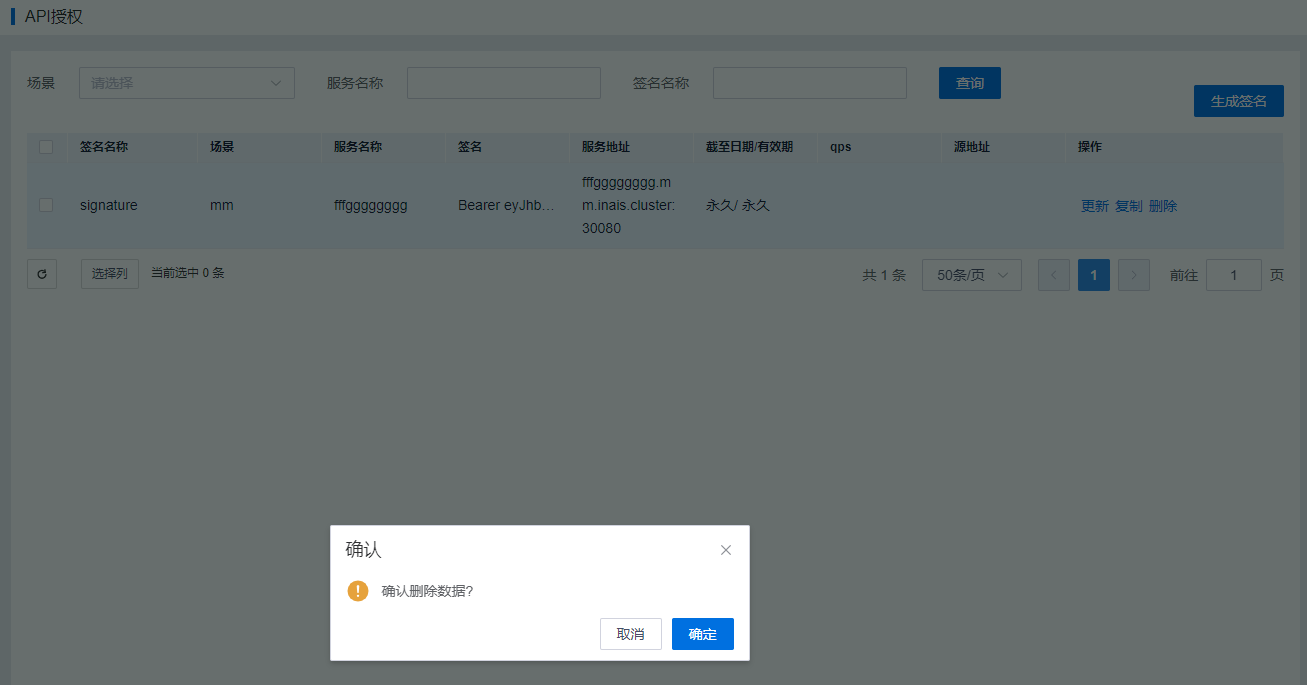 API授权
场景 请选择 服务名称 签名名称 查询
生成签名
签名名称 场景 服务名称 签名 服务地址 截至日期/有效期 qps 源地址 操作
signature mm fffgggggggg Bearer eyJhb… fffgggggggg.m 永久/ 永久 更新 复制 删除
m.inais.cluster:
30080
选择列 当前选中 0 条 共 1 条 50条/页 1 前往 1 页
确认
确认删除数据?
取消 确定